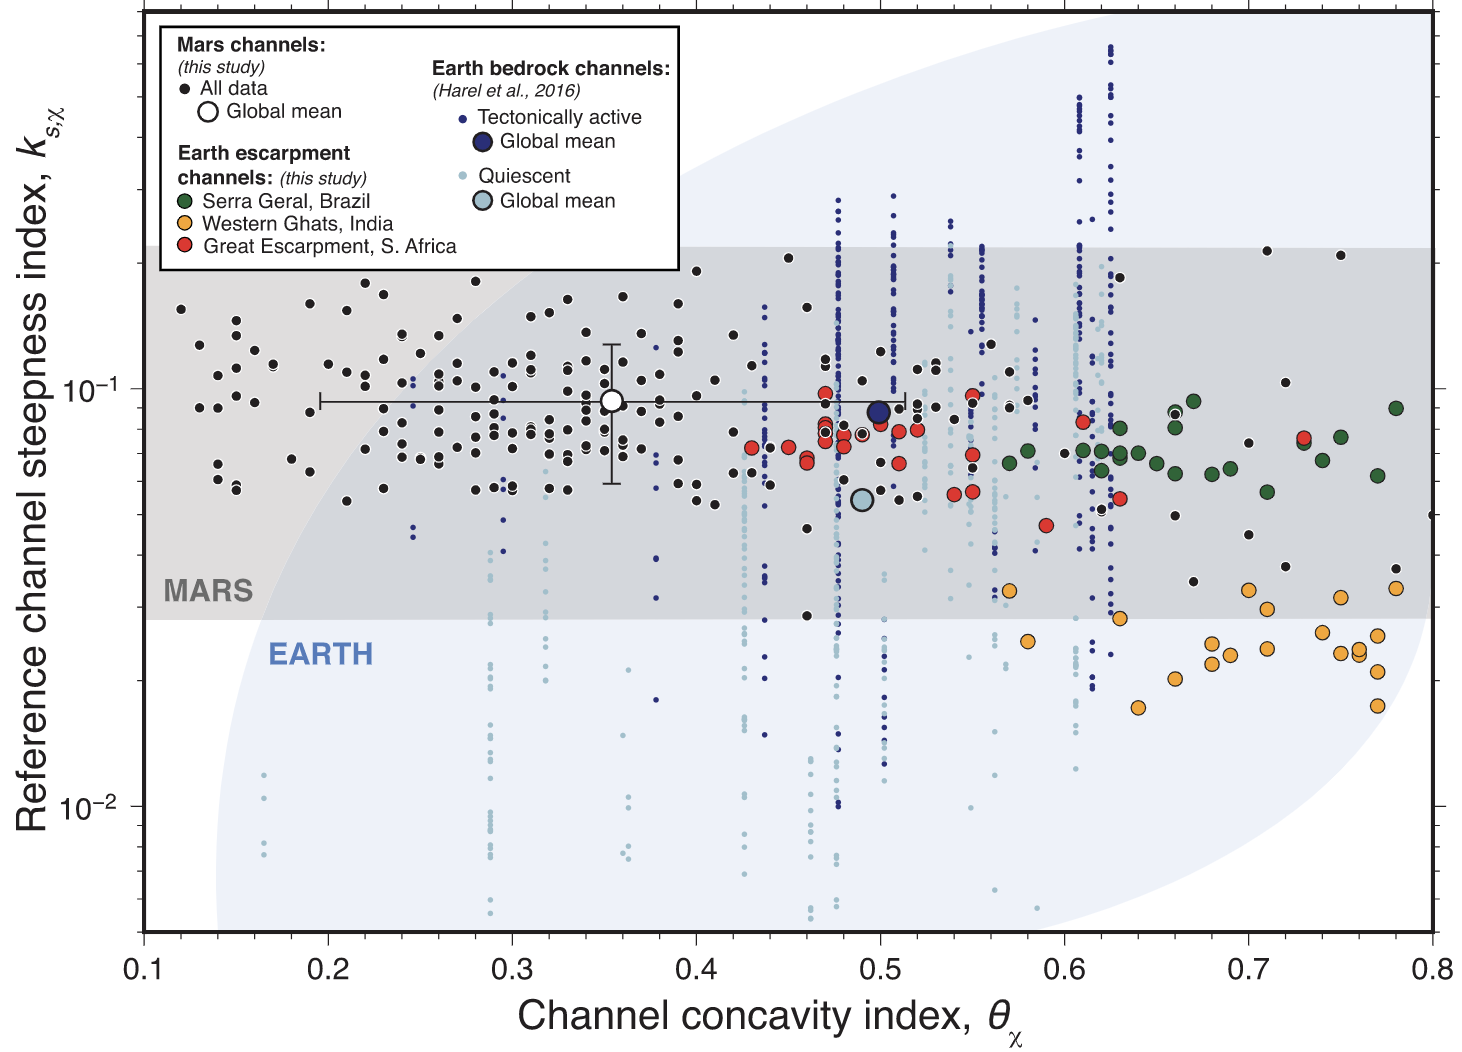 Mars channels:
(this study)
All data
Global mean
Earth escarpment
channels: (this study)
Serra Geral, Brazil
Western Ghats, India
Great Escarpment, S. Africa
Earth bedrock channels:
(Harel et al., 2016)
Tectonically active
Global mean
Quiescent
Global mean
Reference channel steepness index, k_{s,χ}
10⁻¹
10⁻²
MARS
EARTH
0.1 0.2 0.3 0.4 0.5 0.6 0.7 0.8
Channel concavity index, θ_χ